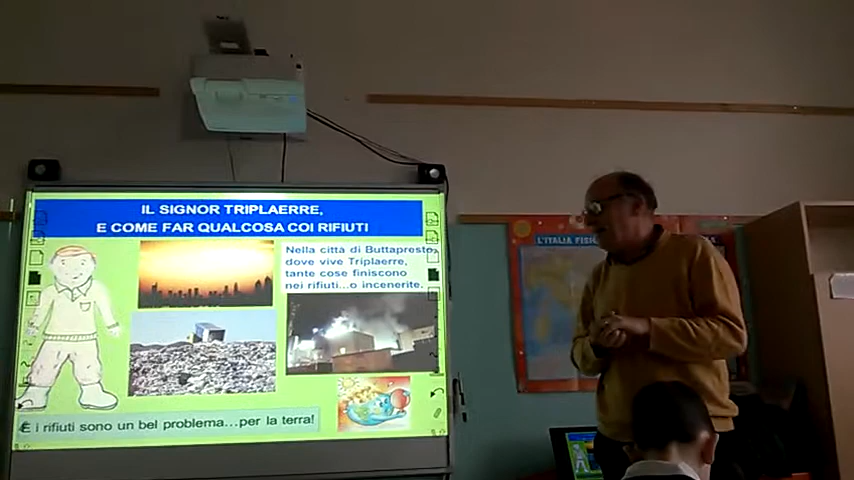 IL SIGNOR TRIPLAERRE,
E COME FAR QUALCOSA COI RIFIUTI
Nella città di Buttapresto,
dove vive Triplaerre,
tante cose finiscono
nei rifiuti...o incenerite.
E i rifiuti sono un bel problema...per la terra!
L'ITALIA FISI